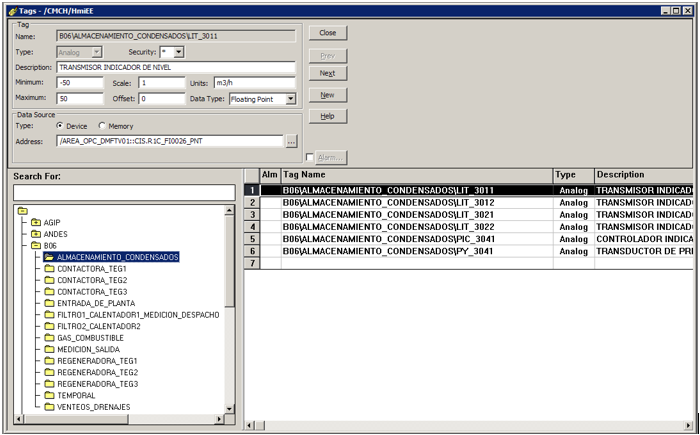 Tags - /CMCH/HmiEE
Tag
Name: B06\ALMACENAMIENTO_CONDENSADOS\LIT_3011
Type: Analog Security: *
Description: TRANSMISOR INDICADOR DE NIVEL
Minimum: -50 Scale: 1 Units: m3/h
Maximum: 50 Offset: 0 Data Type: Floating Point
Data Source
Type: Device Memory
Address: /AREA_OPC_DMFTV01::CIS.R1C_FI0026_PNT ...
Close
Prev
Next
New
Help
Alarm...
Search For:
AGIP
ANDES
B06
ALMACENAMIENTO_CONDENSADOS
CONTACTORA_TEG1
CONTACTORA_TEG2
CONTACTORA_TEG3
ENTRADA_DE_PLANTA
FILTRO1_CALENTADOR1_MEDICION_DESPACHO
FILTRO2_CALENTADOR2
GAS_COMBUSTIBLE
MEDICION_SALIDA
REGENERADORA_TEG1
REGENERADORA_TEG2
REGENERADORA_TEG3
TEMPORAL
VENTEOS_DRENAJES
Alm Tag Name Type Description
1 B06\ALMACENAMIENTO_CONDENSADOS\LIT_3011 Analog TRANSMISOR INDICAD
2 B06\ALMACENAMIENTO_CONDENSADOS\LIT_3012 Analog TRANSMISOR INDICAD
3 B06\ALMACENAMIENTO_CONDENSADOS\LIT_3021 Analog TRANSMISOR INDICAD
4 B06\ALMACENAMIENTO_CONDENSADOS\LIT_3022 Analog TRANSMISOR INDICAD
5 B06\ALMACENAMIENTO_CONDENSADOS\PIC_3041 Analog CONTROLADOR INDICA
6 B06\ALMACENAMIENTO_CONDENSADOS\PY_3041 Analog TRANSDUCTOR DE PRI
7